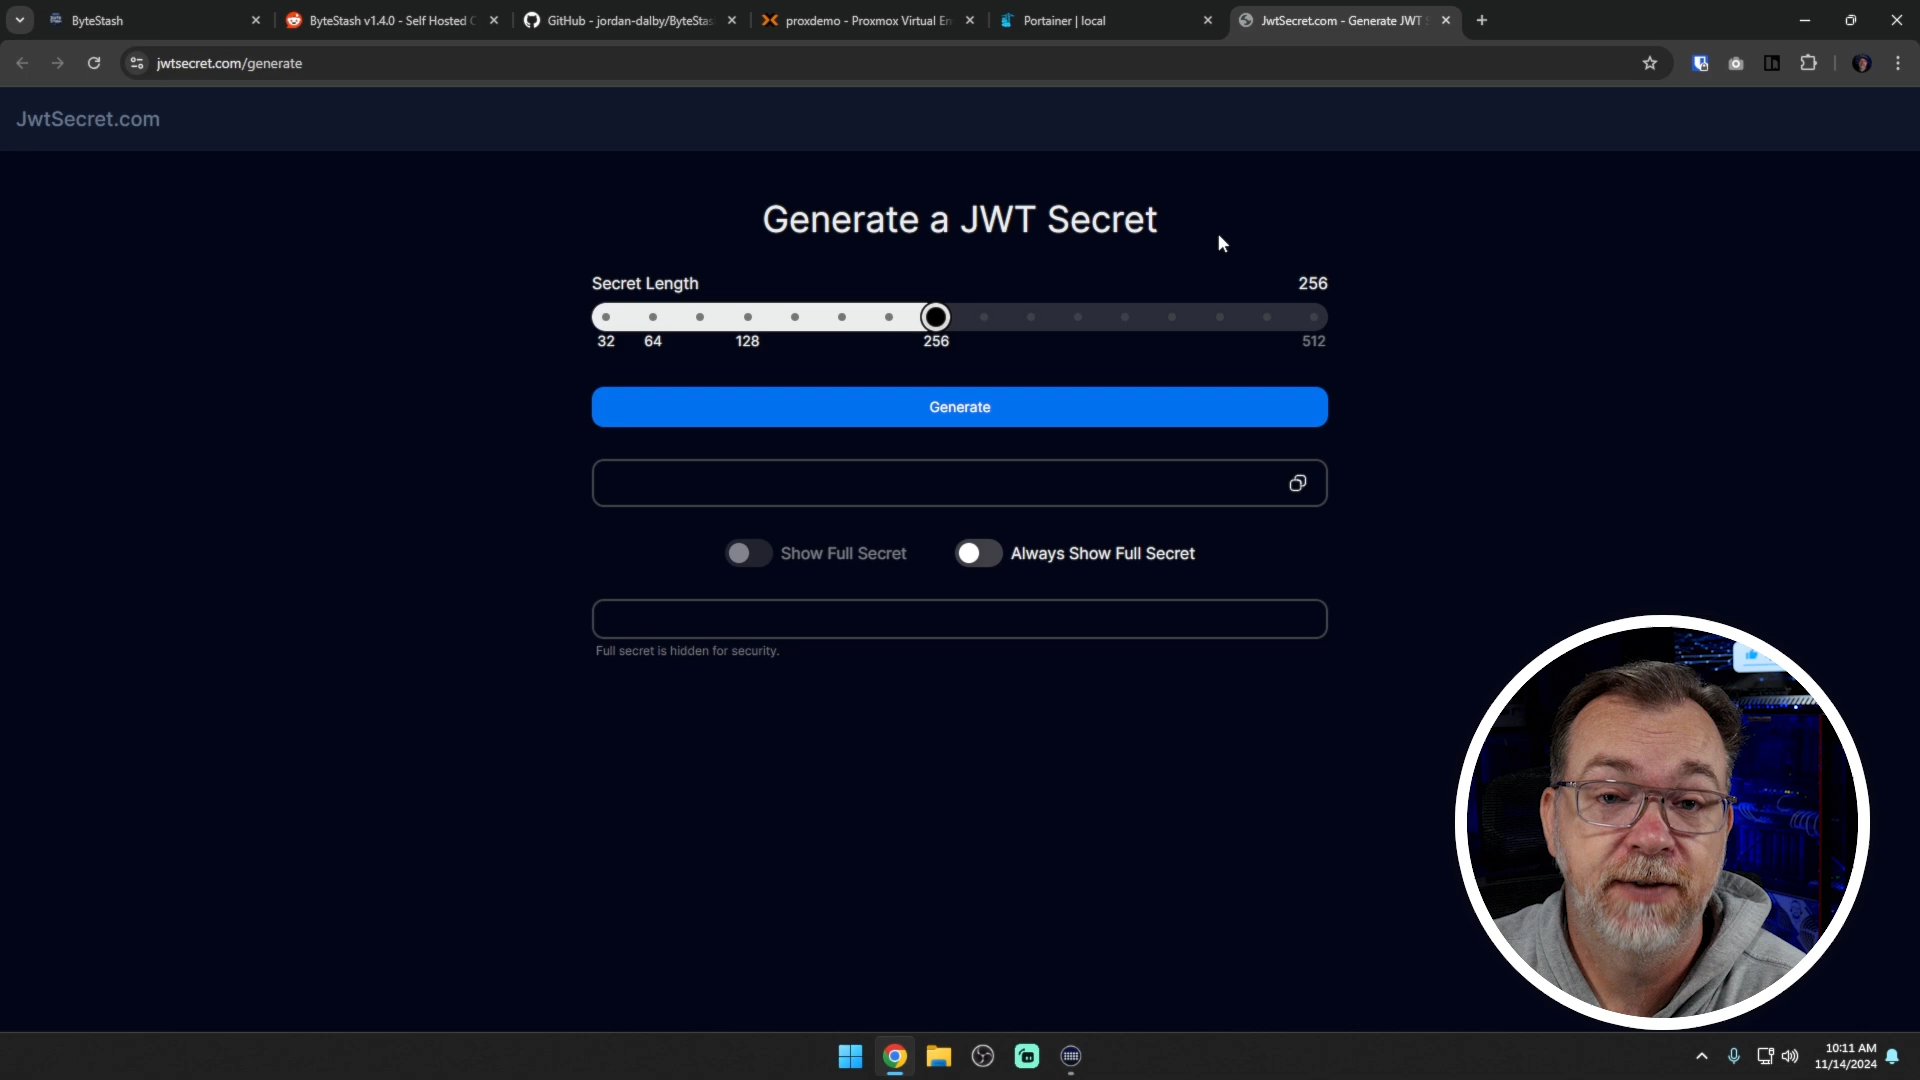 ByteStash
ByteStash v1.4.0 - Self Hosted C
GitHub - jordan-dalby/ByteStas
proxdemo - Proxmox Virtual En
Portainer | local
JwtSecret.com - Generate JWT S
jwtsecret.com/generate
JwtSecret.com
Generate a JWT Secret
Secret Length
256
32
64
128
256
512
Generate
Show Full Secret
Always Show Full Secret
Full secret is hidden for security.
10:11 AM
11/14/2024